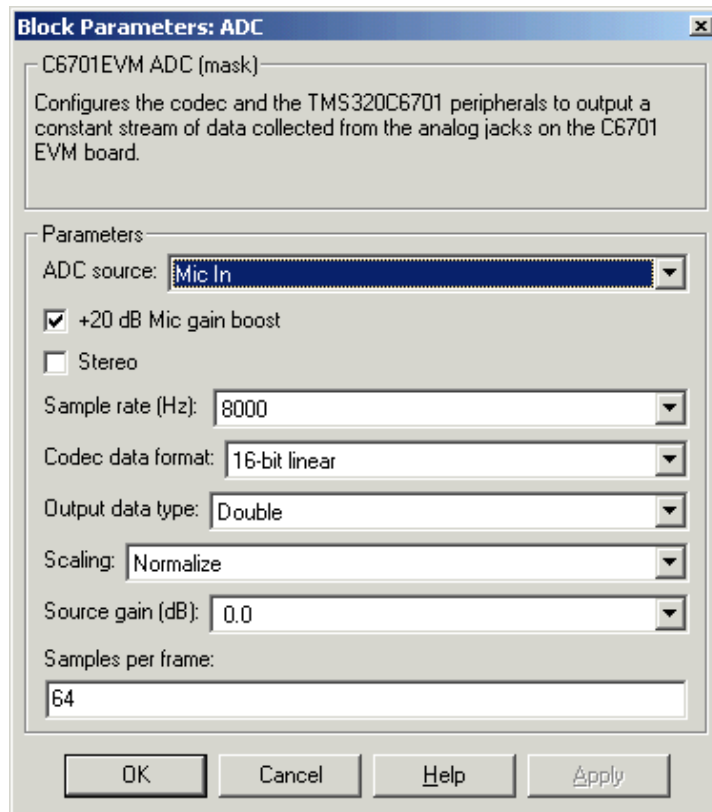 Block Parameters: ADC
C6701EVM ADC (mask)
Configures the codec and the TMS320C6701 peripherals to output a
constant stream of data collected from the analog jacks on the C6701
EVM board.
Parameters
ADC source: Mic In
+20 dB Mic gain boost
Stereo
Sample rate (Hz): 8000
Codec data format: 16-bit linear
Output data type: Double
Scaling: Normalize
Source gain (dB): 0.0
Samples per frame:
64
OK Cancel Help Apply